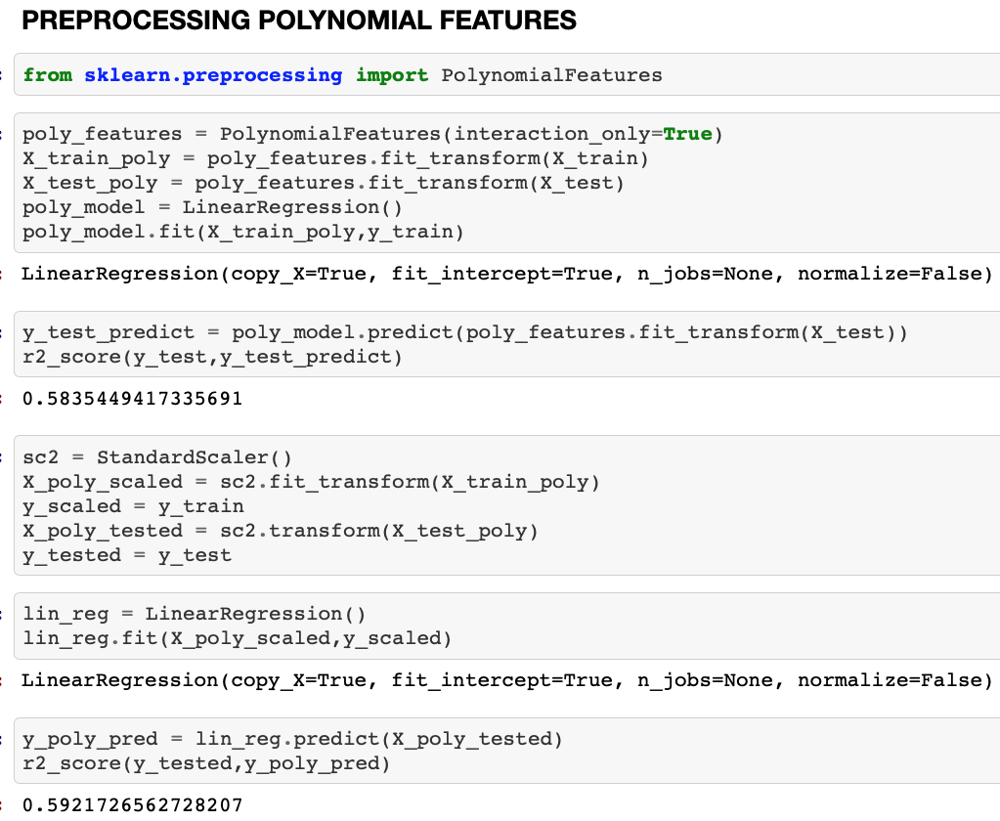 PREPROCESSING POLYNOMIAL FEATURES
from sklearn.preprocessing import PolynomialFeatures
poly_features = PolynomialFeatures(interaction_only=True)
X_train_poly = poly_features.fit_transform(X_train)
X_test_poly = poly_features.fit_transform(X_test)
poly_model = LinearRegression()
poly_model.fit(X_train_poly,y_train)
LinearRegression(copy_X=True, fit_intercept=True, n_jobs=None, normalize=False)
y_test_predict = poly_model.predict(poly_features.fit_transform(X_test))
r2_score(y_test,y_test_predict)
0.5835449417335691
sc2 = StandardScaler()
X_poly_scaled = sc2.fit_transform(X_train_poly)
y_scaled = y_train
X_poly_tested = sc2.transform(X_test_poly)
y_tested = y_test
lin_reg = LinearRegression()
lin_reg.fit(X_poly_scaled,y_scaled)
LinearRegression(copy_X=True, fit_intercept=True, n_jobs=None, normalize=False)
y_poly_pred = lin_reg.predict(X_poly_tested)
r2_score(y_tested,y_poly_pred)
0.5921726562728207